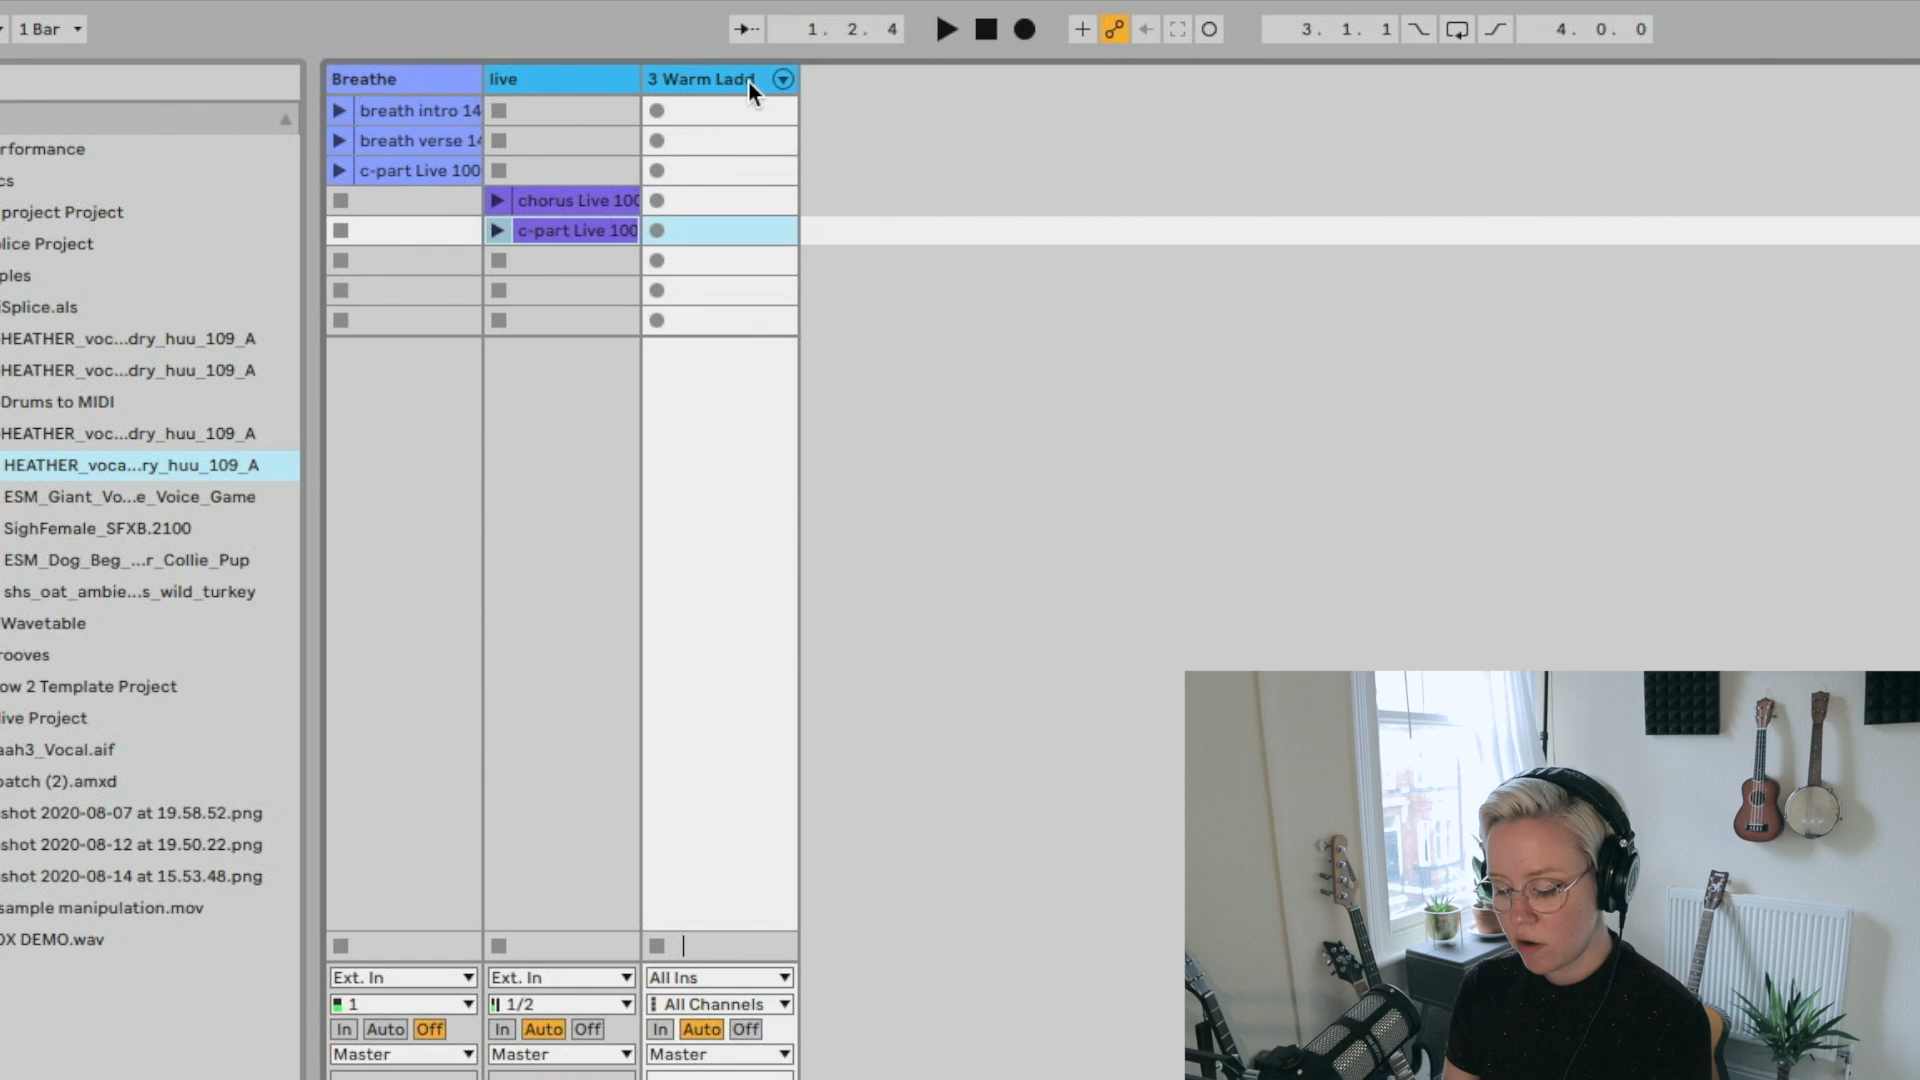 1 Bar
1. 2. 4
3. 1. 1
4. 0. 0
Breathe
live
3 Warm Ladd
breath intro 14
breath verse 14
c-part Live 100
chorus Live 100
c-part Live 100
rformance
cs
project Project
plice Project
ples
iSplice.als
HEATHER_voc...dry_huu_109_A
HEATHER_voc...dry_huu_109_A
Drums to MIDI
HEATHER_voc...dry_huu_109_A
HEATHER_voca...ry_huu_109_A
ESM_Giant_Vo...e_Voice_Game
SighFemale_SFXB.2100
ESM_Dog_Beg_...r_Collie_Pup
shs_oat_ambie...s_wild_turkey
Wavetable
rooves
ow 2 Template Project
live Project
aah3_Vocal.aif
patch (2).amxd
shot 2020-08-07 at 19.58.52.png
shot 2020-08-12 at 19.50.22.png
shot 2020-08-14 at 15.53.48.png
sample manipulation.mov
OX DEMO.wav
Ext. In
Ext. In
All Ins
1
1/2
All Channels
In Auto Off
In Auto Off
In Auto Off
Master
Master
Master